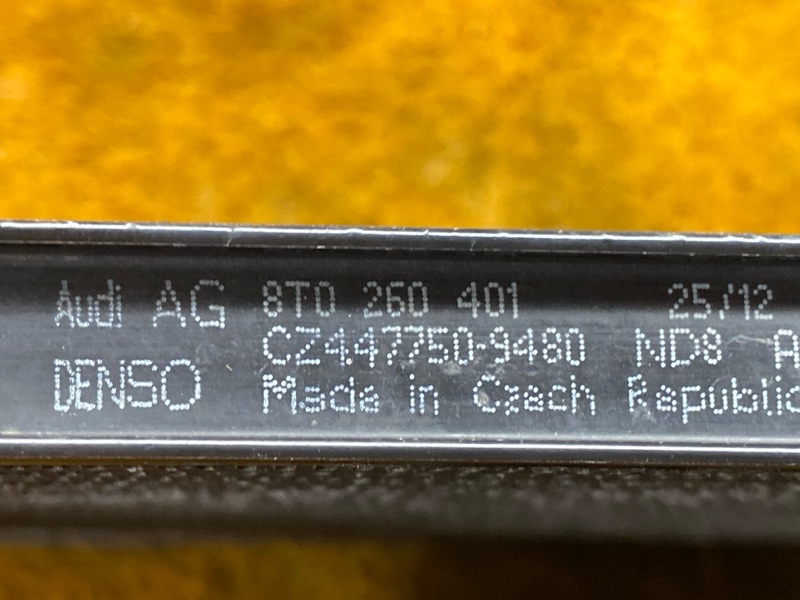 Audi AG 8T0 260 401 25/12
CZ447750-9480 ND8 A
DENSO Made in Czech Republic